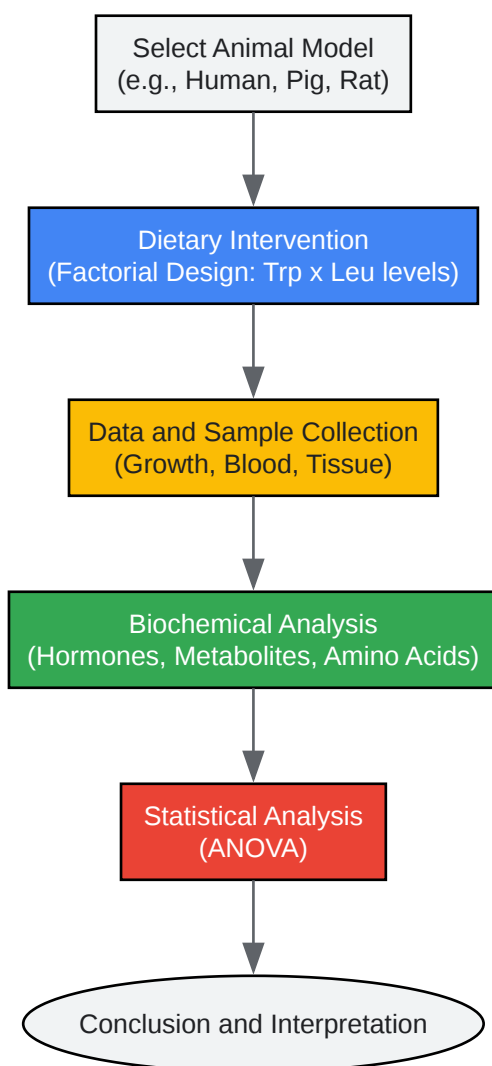 Select Animal Model
(e.g., Human, Pig, Rat)
Dietary Intervention
(Factorial Design: Trp x Leu levels)
Data and Sample Collection
(Growth, Blood, Tissue)
Biochemical Analysis
(Hormones, Metabolites, Amino Acids)
Statistical Analysis
(ANOVA)
Conclusion and Interpretation